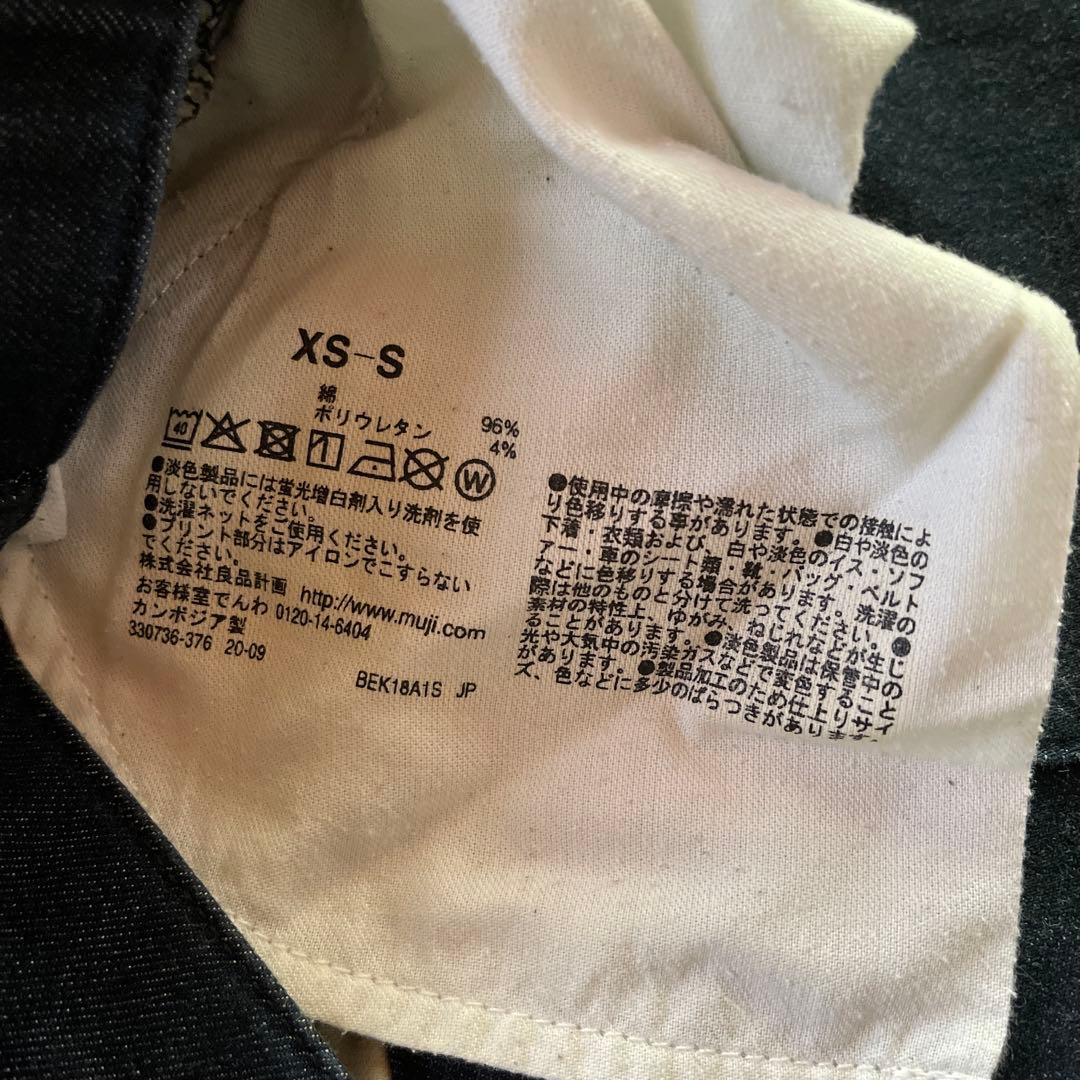 XS-S
綿 96%
ポリウレタン 4%
40
W
●淡色製品には蛍光増白剤入り洗剤を使
用しないでください。
●洗濯ネットをご使用ください。
●プリント部分はアイロンでこすらない
でください。
株式会社良品計画 http://www.muji.com
お客様室でんわ 0120-14-6404
カンボジア製
330736-376 20-09
BEK18A1S JP
●使用中の摩擦や濡れた状態での接触によ
り色移りする事があります。●白や淡色の
下着・衣類および、白や淡色のイス・ソフ
ァー・車のシート類・靴・バッグ・ベルト
などに色移りする場合があります。●洗濯の
際は他のものと分けて洗ってください。
素材の特性上、ゆがみ、ねじれなどが生じ
ることがあります。●淡色製品は保管中の
光や大気中の汚染ガスなどで変色すること
があります。●製品加工のため仕上りサイ
ズ、色などに多少のばらつきがあります。